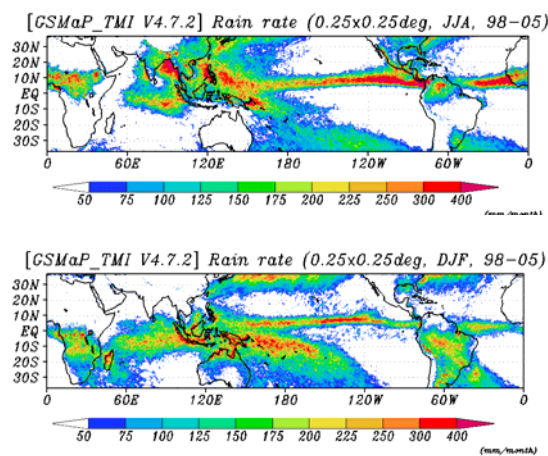 [GSMaP_TMI V4.7.2] Rain rate (0.25x0.25deg, JJA, 98-05)
30N
20N
10N
EQ
10S
20S
30S
0 60E 120E 180 120W 60W 0
50 75 100 125 150 175 200 225 250 300 400
(mm/month)
[GSMaP_TMI V4.7.2] Rain rate (0.25x0.25deg, DJF, 98-05)
30N
20N
10N
EQ
10S
20S
30S
0 60E 120E 180 120W 60W 0
50 75 100 125 150 175 200 225 250 300 400
(mm/month)